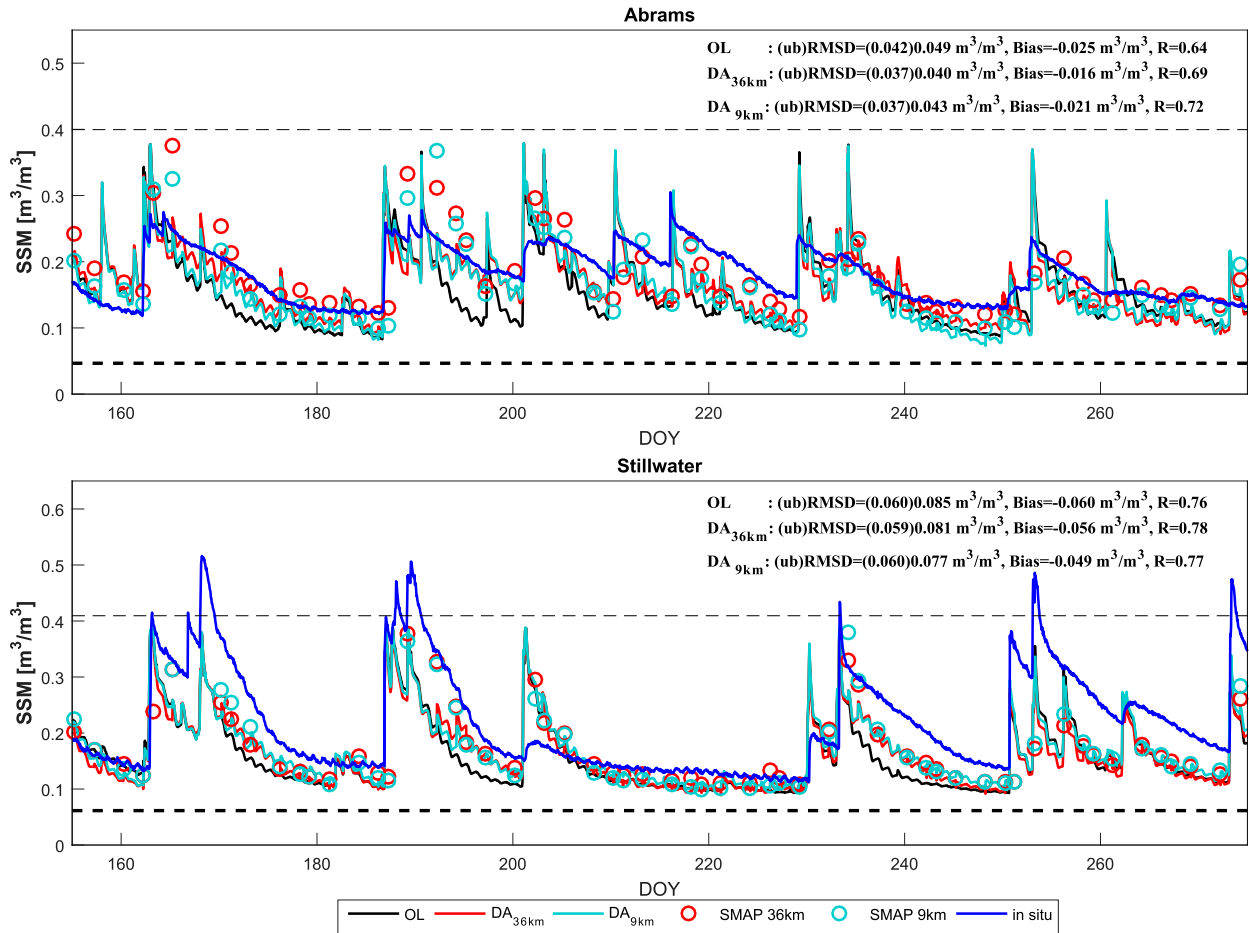 Abrams
OL : (ub)RMSD=(0.042)0.049 m3/m3, Bias=-0.025 m3/m3, R=0.64
DA36km: (ub)RMSD=(0.037)0.040 m3/m3, Bias=-0.016 m3/m3, R=0.69
DA 9km: (ub)RMSD=(0.037)0.043 m3/m3, Bias=-0.021 m3/m3, R=0.72
0.5
0.4
0.3
0.2
0.1
0
SSM [m3/m3]
160 180 200 220 240 260
DOY
Stillwater
OL : (ub)RMSD=(0.060)0.085 m3/m3, Bias=-0.060 m3/m3, R=0.76
DA36km: (ub)RMSD=(0.059)0.081 m3/m3, Bias=-0.056 m3/m3, R=0.78
DA 9km: (ub)RMSD=(0.060)0.077 m3/m3, Bias=-0.049 m3/m3, R=0.77
0.6
0.5
0.4
0.3
0.2
0.1
0
SSM [m3/m3]
160 180 200 220 240 260
DOY
OL DA36km DA9km SMAP 36km SMAP 9km in situ